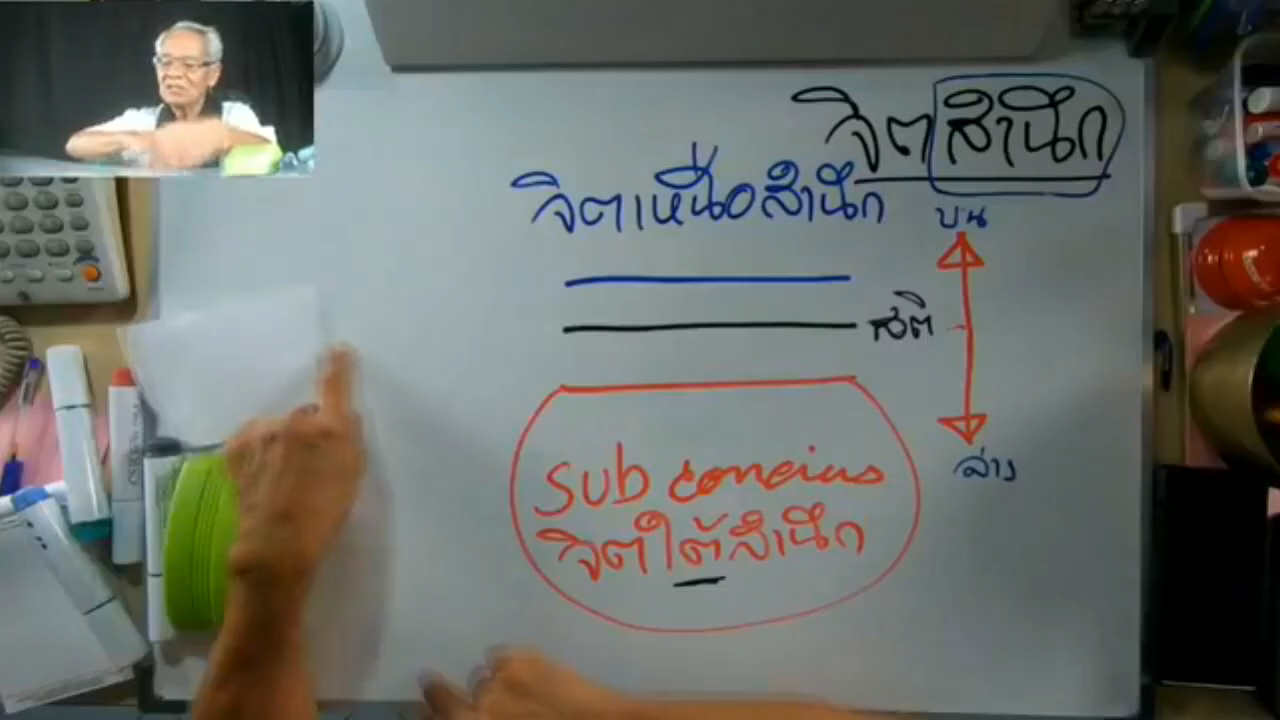 จิตสำนึก
จิตเหนือสำนึก
บน
สติ
ล่าง
Sub concius
จิตใต้สำนึก